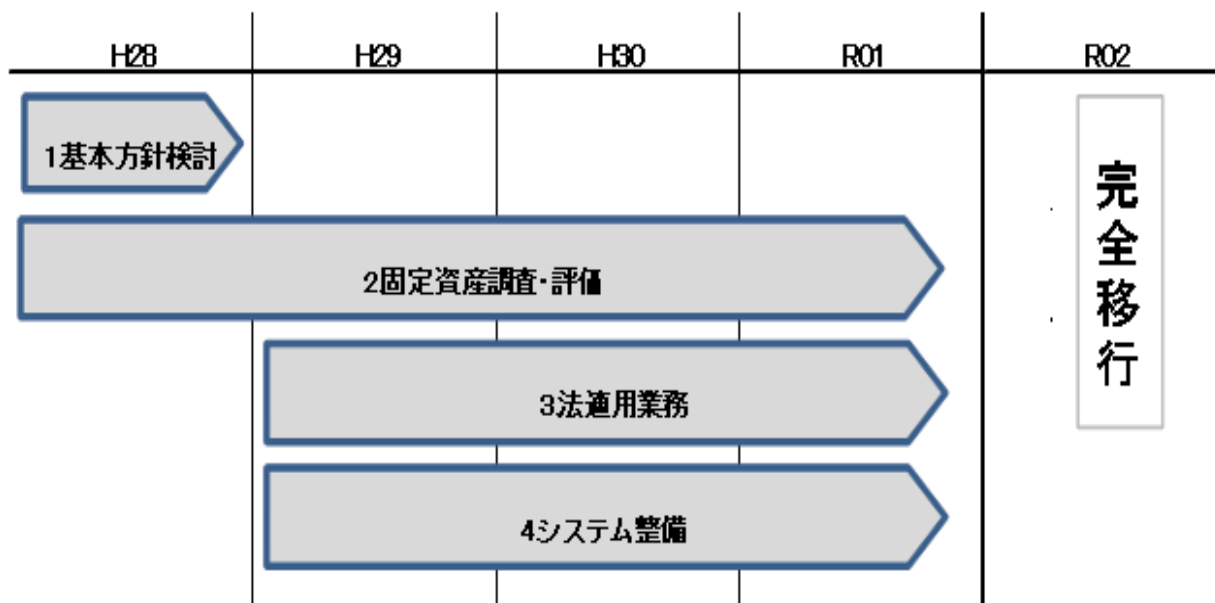 H28 H29 H30 R01 R02
1基本方針検討
2固定資産調査・評価
3法適用業務
4システム整備
完全移行